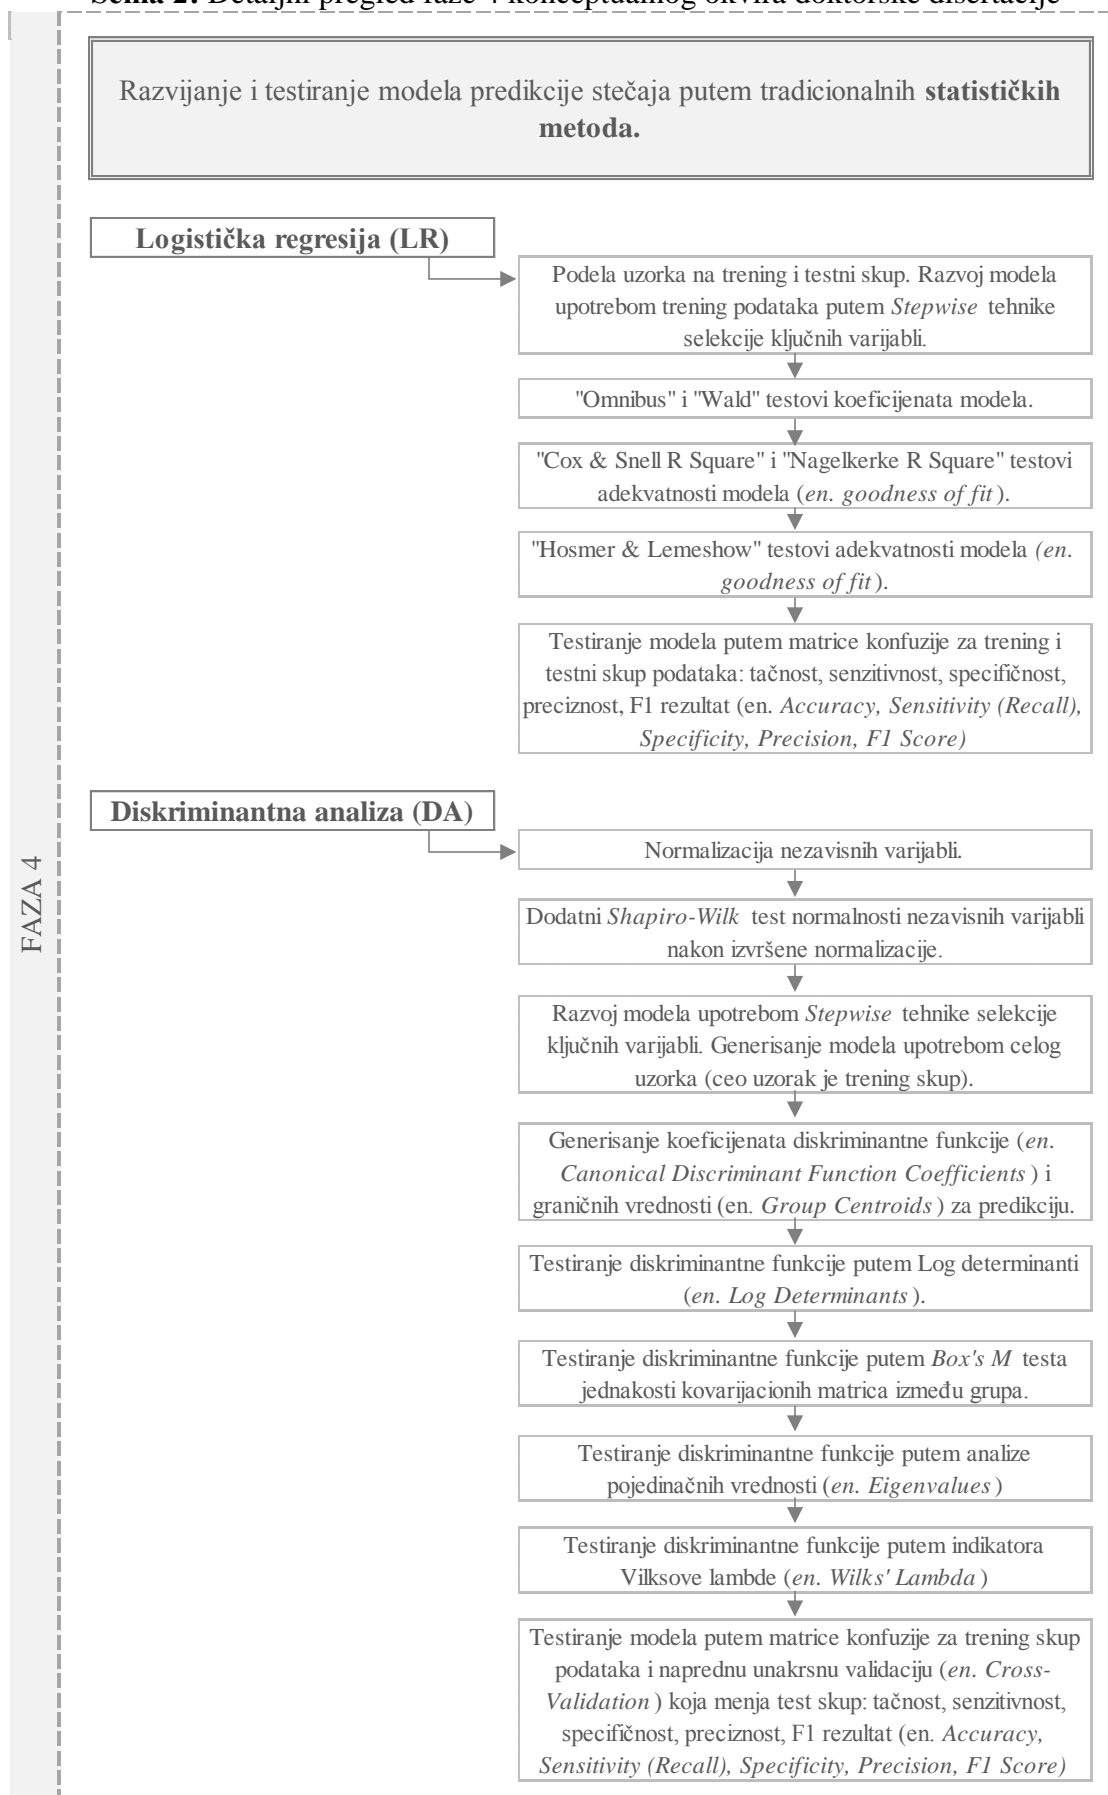 Šema 2: Detaljni pregled faze 4 konceptualnog okvira doktorske disertacije
Razvijanje i testiranje modela predikcije stečaja putem tradicionalnih statističkih
metoda.
Logistička regresija (LR)
Podela uzorka na trening i testni skup. Razvoj modela
upotrebom trening podataka putem Stepwise tehnike
selekcije ključnih varijabli.
"Omnibus" i "Wald" testovi koeficijenata modela.
"Cox & Snell R Square" i "Nagelkerke R Square" testovi
adekvatnosti modela (en. goodness of fit).
"Hosmer & Lemeshow" testovi adekvatnosti modela (en.
goodness of fit).
Testiranje modela putem matrice konfuzije za trening i
testni skup podataka: tačnost, senzitivnost, specifičnost,
preciznost, F1 rezultat (en. Accuracy, Sensitivity (Recall),
Specificity, Precision, F1 Score)
Diskriminantna analiza (DA)
Normalizacija nezavisnih varijabli.
Dodatni Shapiro-Wilk test normalnosti nezavisnih varijabli
nakon izvršene normalizacije.
Razvoj modela upotrebom Stepwise tehnike selekcije
ključnih varijabli. Generisanje modela upotrebom celog
uzorka (ceo uzorak je trening skup).
Generisanje koeficijenata diskriminantne funkcije (en.
Canonical Discriminant Function Coefficients) i
graničnih vrednosti (en. Group Centroids) za predikciju.
Testiranje diskriminantne funkcije putem Log determinanti
(en. Log Determinants).
Testiranje diskriminantne funkcije putem Box's M testa
jednakosti kovarijacionih matrica između grupa.
Testiranje diskriminantne funkcije putem analize
pojedinačnih vrednosti (en. Eigenvalues)
Testiranje diskriminantne funkcije putem indikatora
Vilksove lambde (en. Wilks' Lambda)
Testiranje modela putem matrice konfuzije za trening skup
podataka i naprednu unakrsnu validaciju (en. Cross-
Validation) koja menja test skup: tačnost, senzitivnost,
specifičnost, preciznost, F1 rezultat (en. Accuracy,
Sensitivity (Recall), Specificity, Precision, F1 Score)
FAZA 4